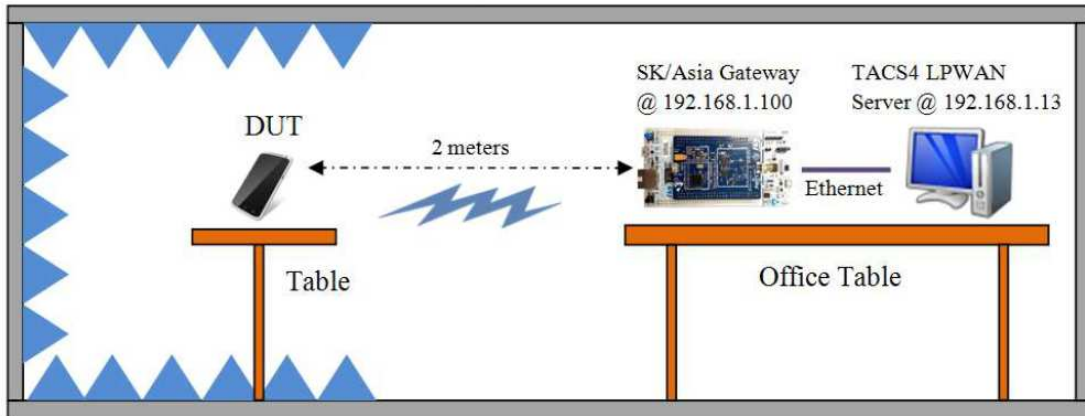 SK/Asia Gateway
@ 192.168.1.100
TACS4 LPWAN
Server @ 192.168.1.13
DUT
2 meters
Ethernet
Table
Office Table